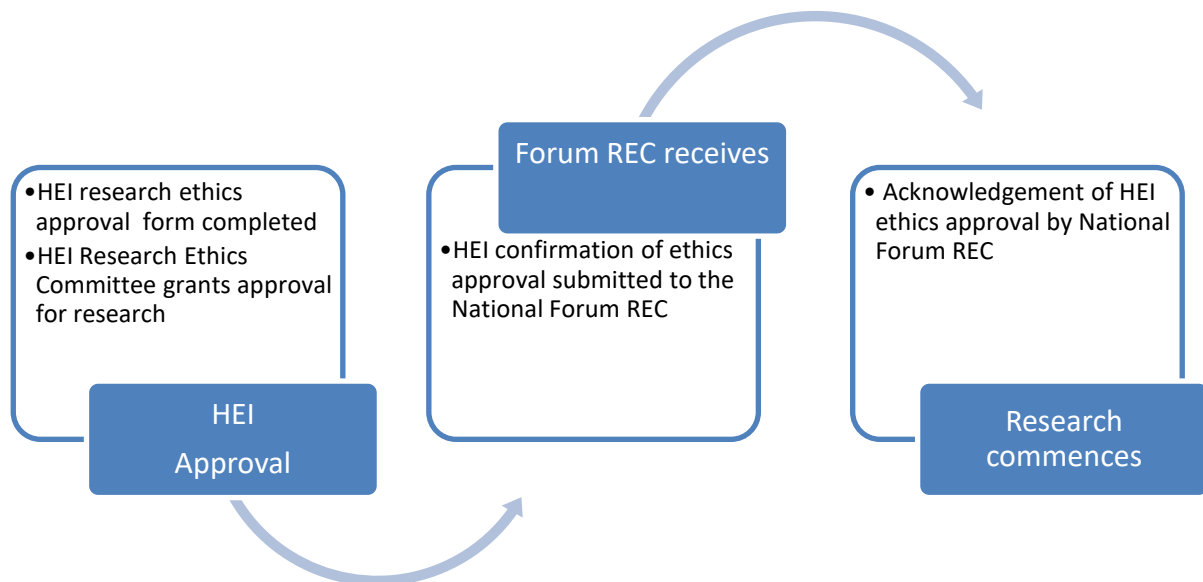 •HEI research ethics
approval form completed
•HEI Research Ethics
Committee grants approval
for research
HEI
Approval
Forum REC receives
•HEI confirmation of ethics
approval submitted to the
National Forum REC
• Acknowledgement of HEI
ethics approval by National
Forum REC
Research
commences